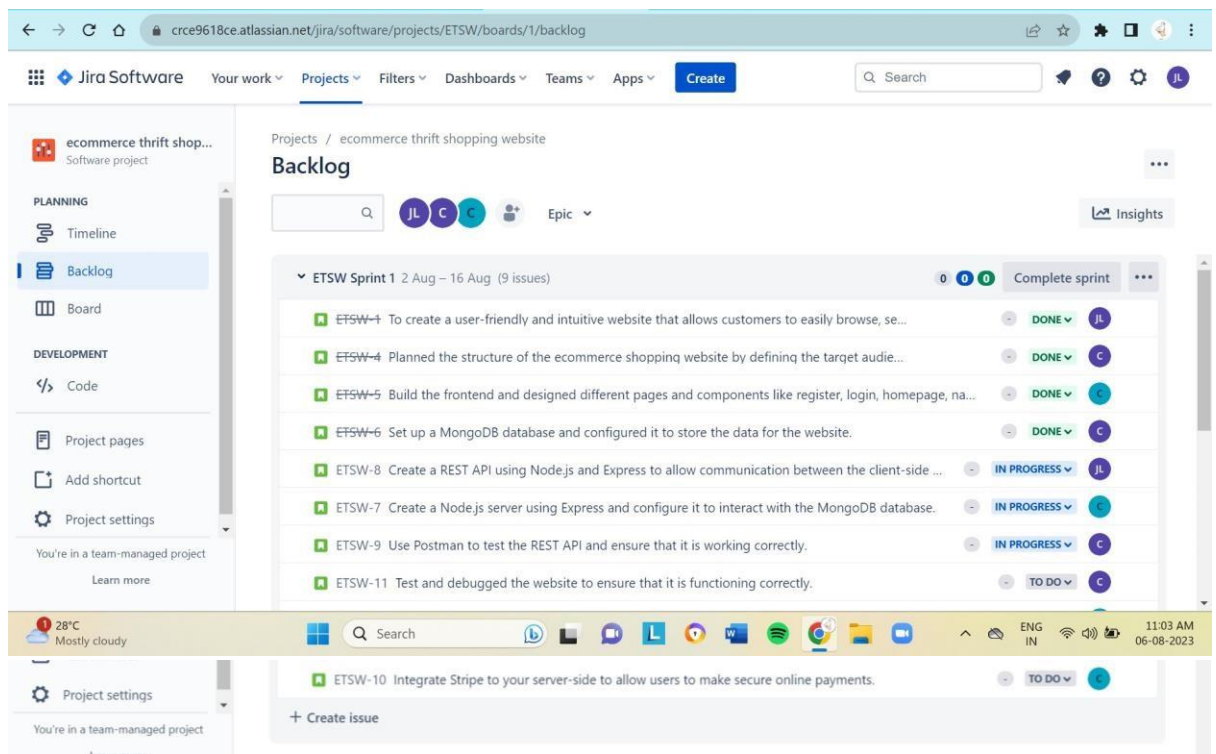 crce9618ce.atlassian.net/jira/software/projects/ETSW/boards/1/backlog
Jira Software Your work Projects Filters Dashboards Teams Apps Create Search JL
ecommerce thrift shop...
Software project
PLANNING
Timeline
Backlog
Board
DEVELOPMENT
Code
Project pages
Add shortcut
Project settings
You're in a team-managed project
Learn more
Projects / ecommerce thrift shopping website
Backlog
JL C C Epic Insights
ETSW Sprint 1 2 Aug – 16 Aug (9 issues) 0 0 0 Complete sprint
ETSW-1 To create a user-friendly and intuitive website that allows customers to easily browse, se... - DONE JL
ETSW-4 Planned the structure of the ecommerce shopping website by defining the target audie... - DONE C
ETSW-5 Build the frontend and designed different pages and components like register, login, homepage, na... - DONE C
ETSW-6 Set up a MongoDB database and configured it to store the data for the website. - DONE C
ETSW-8 Create a REST API using Node.js and Express to allow communication between the client-side ... - IN PROGRESS JL
ETSW-7 Create a Node.js server using Express and configure it to interact with the MongoDB database. - IN PROGRESS C
ETSW-9 Use Postman to test the REST API and ensure that it is working correctly. - IN PROGRESS C
ETSW-11 Test and debugged the website to ensure that it is functioning correctly. - TO DO C
1 28°C
Mostly cloudy
Search
L
ENG
IN
11:03 AM
06-08-2023
Project settings
You're in a team-managed project
ETSW-10 Integrate Stripe to your server-side to allow users to make secure online payments. - TO DO C
+ Create issue